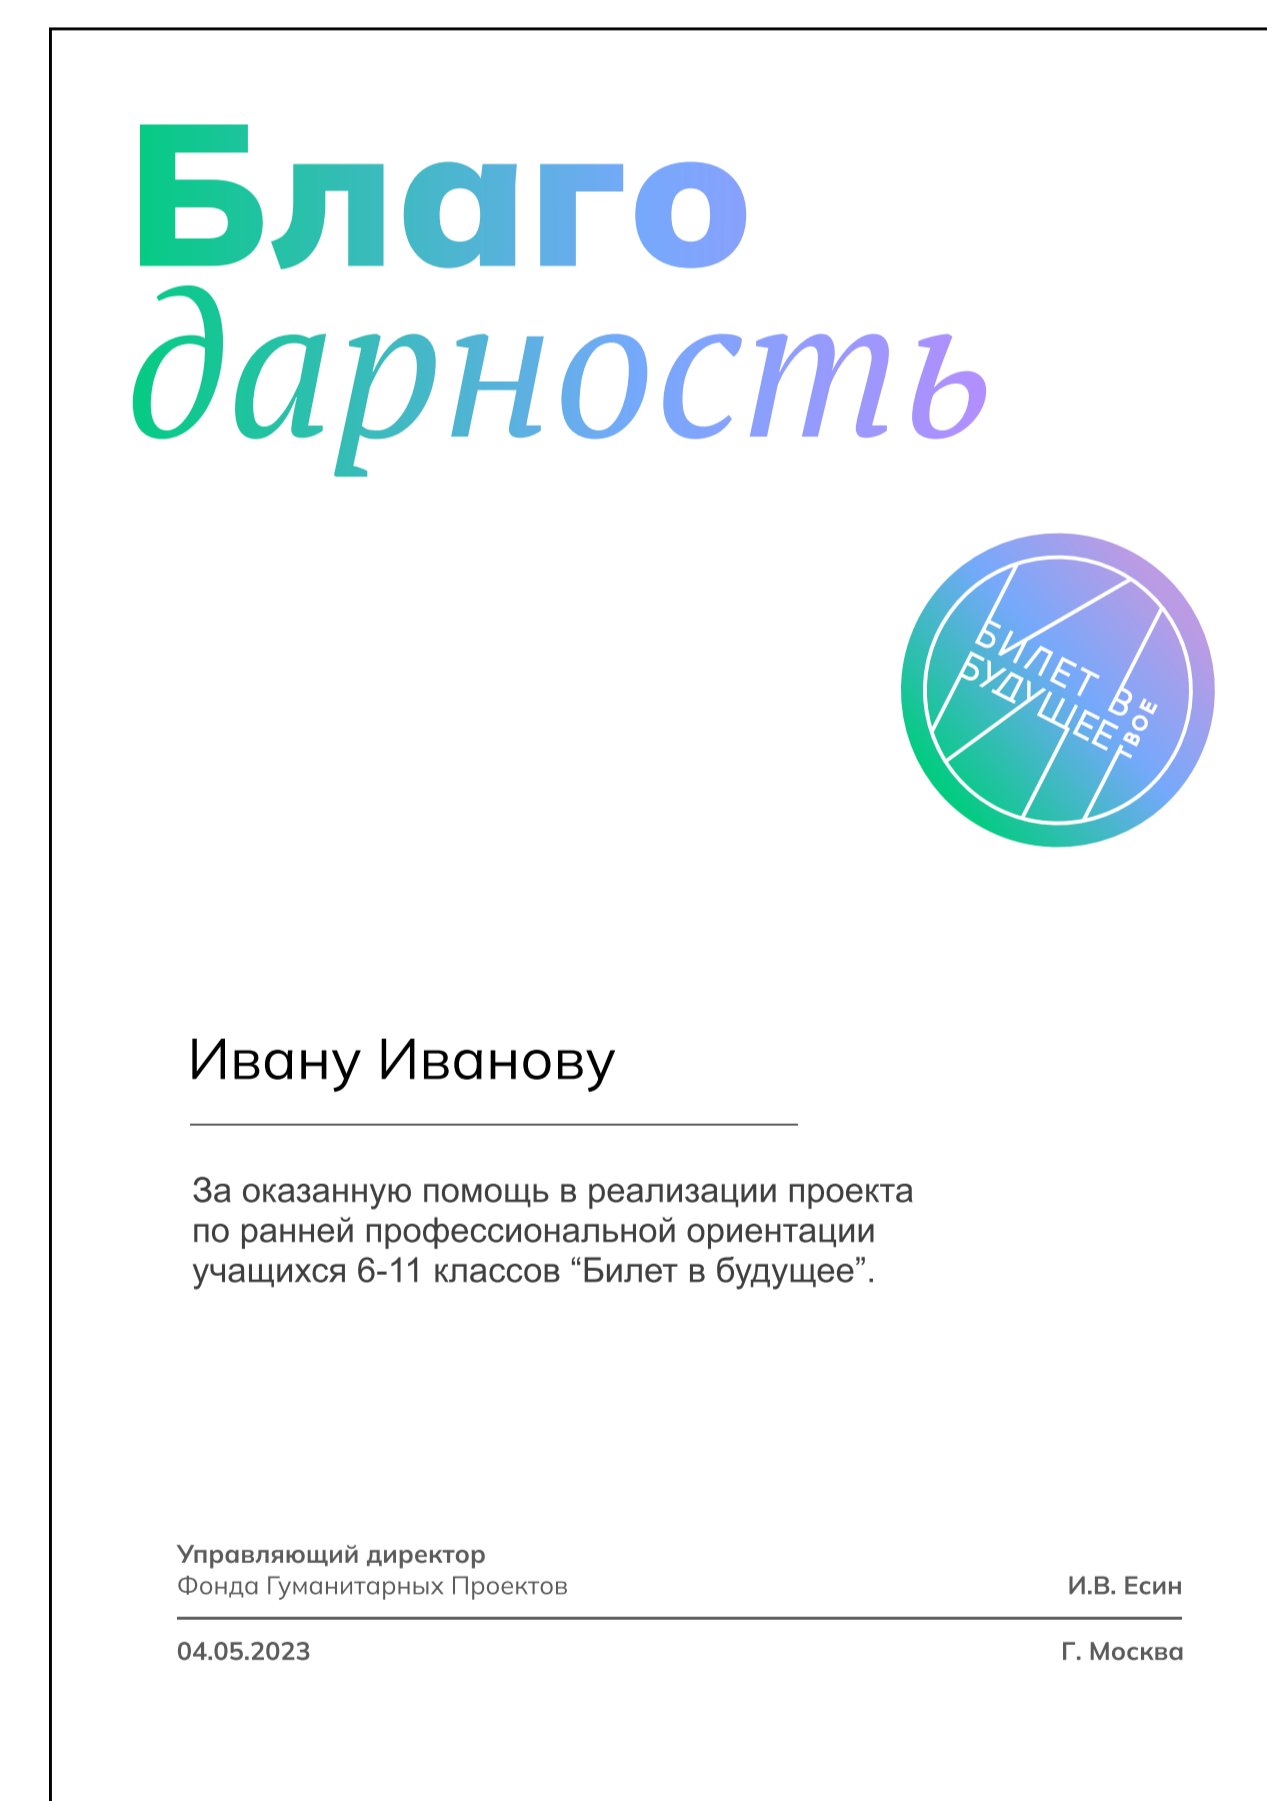 Благо
дарность
БИЛЕТ В
БУДУЩЕЕ
ТВОЕ
Ивану Иванову
За оказанную помощь в реализации проекта
по ранней профессиональной ориентации
учащихся 6-11 классов “Билет в будущее”.
Управляющий директор
Фонда Гуманитарных Проектов
И.В. Есин
04.05.2023
Г. Москва